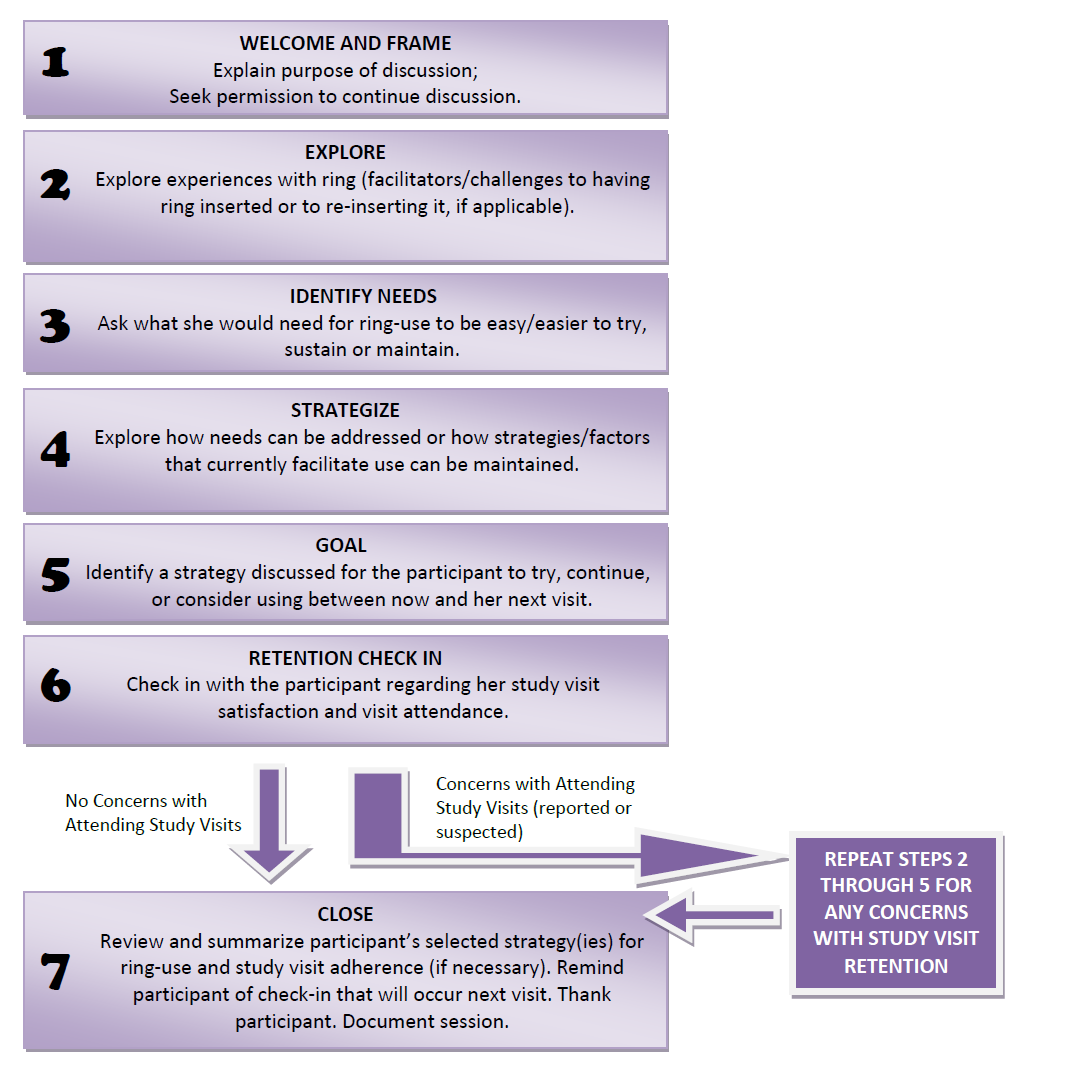 1
WELCOME AND FRAME
Explain purpose of discussion;
Seek permission to continue discussion.
2
EXPLORE
Explore experiences with ring (facilitators/challenges to having
ring inserted or to re-inserting it, if applicable).
3
IDENTIFY NEEDS
Ask what she would need for ring-use to be easy/easier to try,
sustain or maintain.
4
STRATEGIZE
Explore how needs can be addressed or how strategies/factors
that currently facilitate use can be maintained.
5
GOAL
Identify a strategy discussed for the participant to try, continue,
or consider using between now and her next visit.
6
RETENTION CHECK IN
Check in with the participant regarding her study visit
satisfaction and visit attendance.
No Concerns with
Attending Study Visits
Concerns with Attending
Study Visits (reported or
suspected)
REPEAT STEPS 2
THROUGH 5 FOR
ANY CONCERNS
WITH STUDY VISIT
RETENTION
7
CLOSE
Review and summarize participant’s selected strategy(ies) for
ring-use and study visit adherence (if necessary). Remind
participant of check-in that will occur next visit. Thank
participant. Document session.